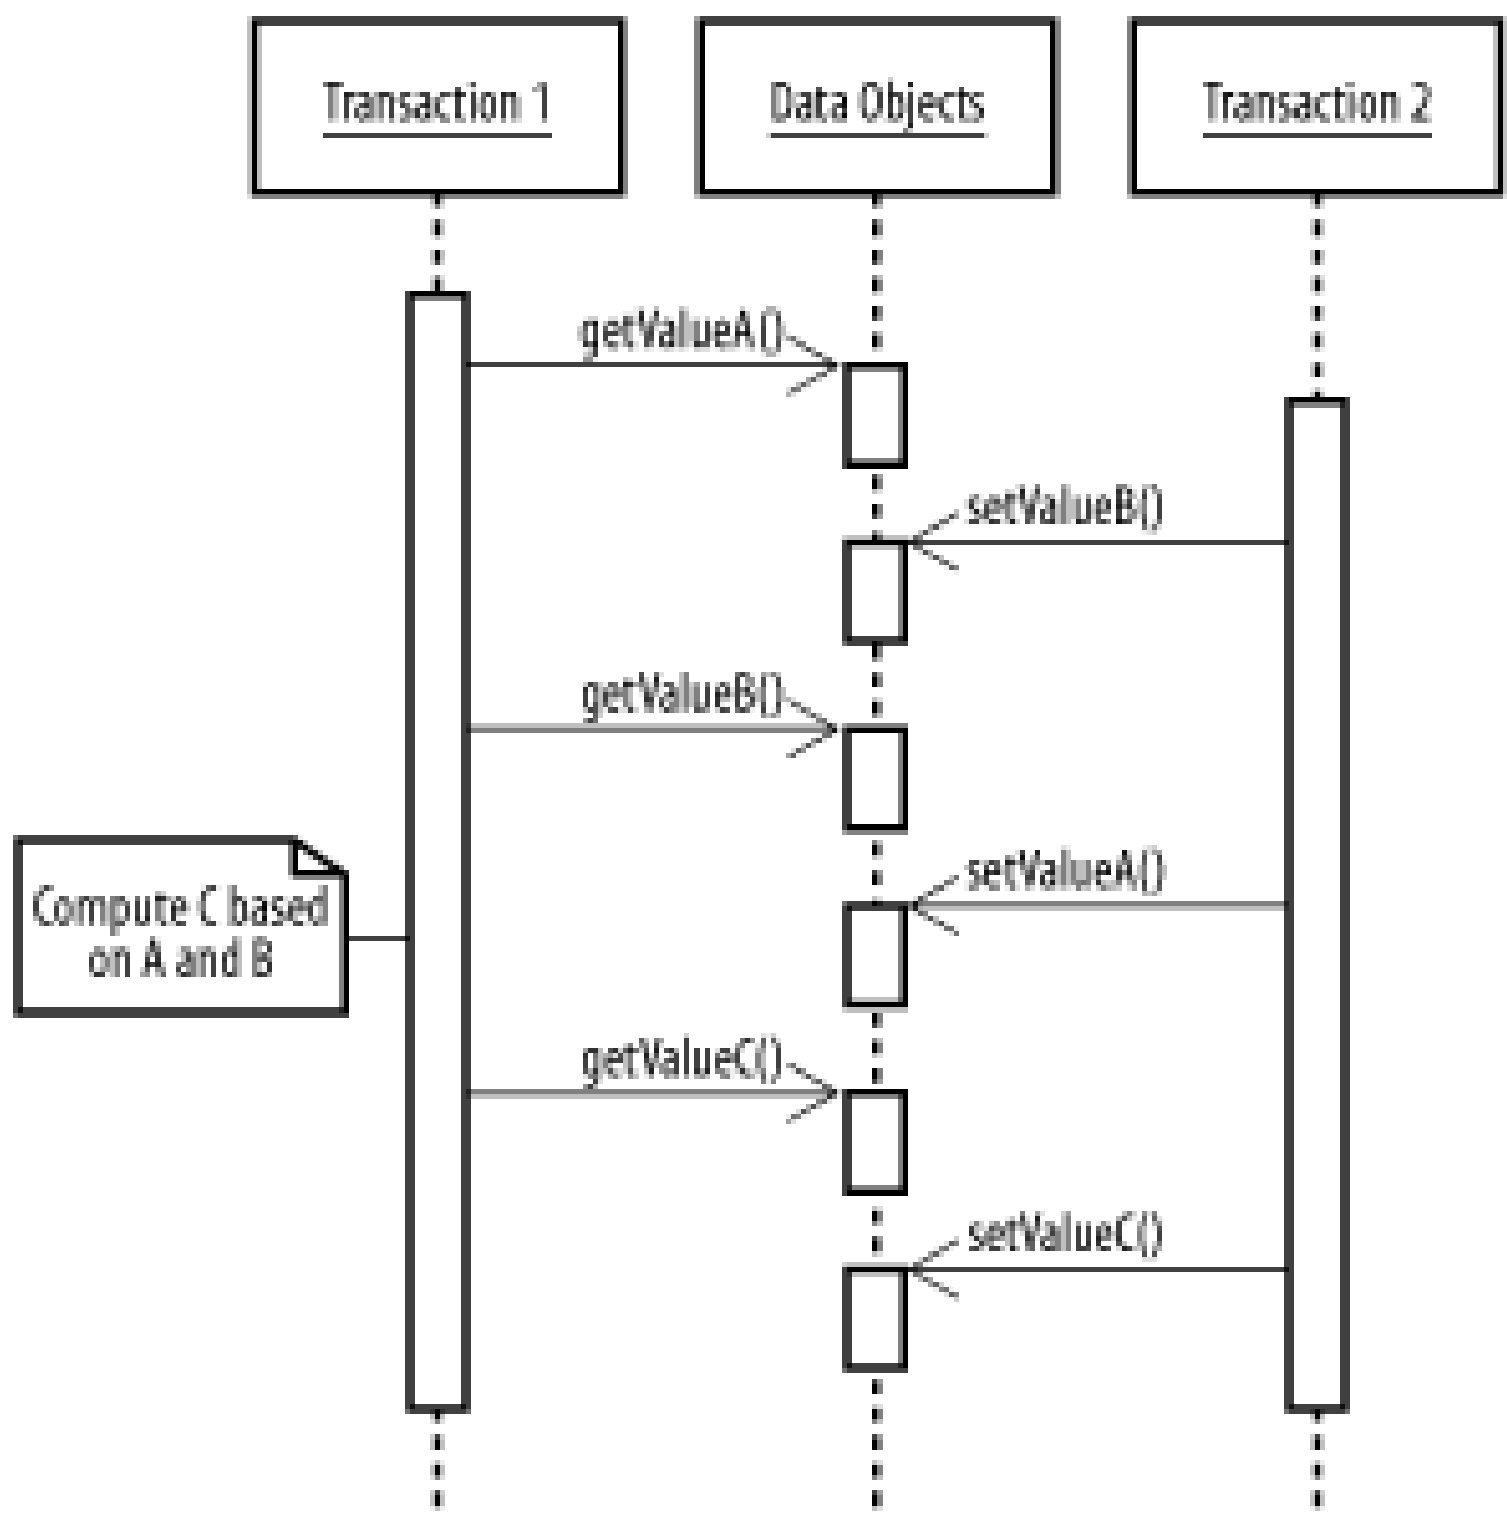 Transaction 1
Data Objects
Transaction 2
getValueA()
setValueB()
getValueB()
setValueA()
Compute C based
on A and B
getValueC()
setValueC()